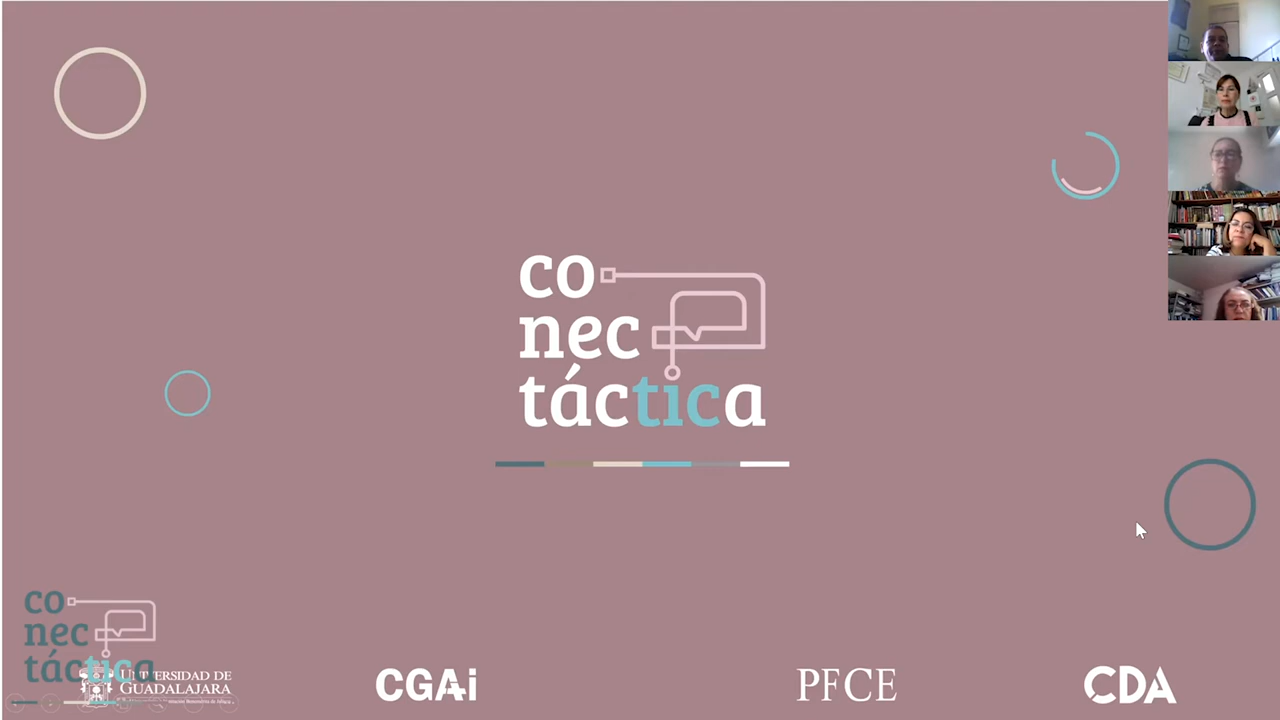 co
nec
táctica
co
nec
táctica
UNIVERSIDAD DE
GUADALAJARA
CGAi
PFCE
CDA